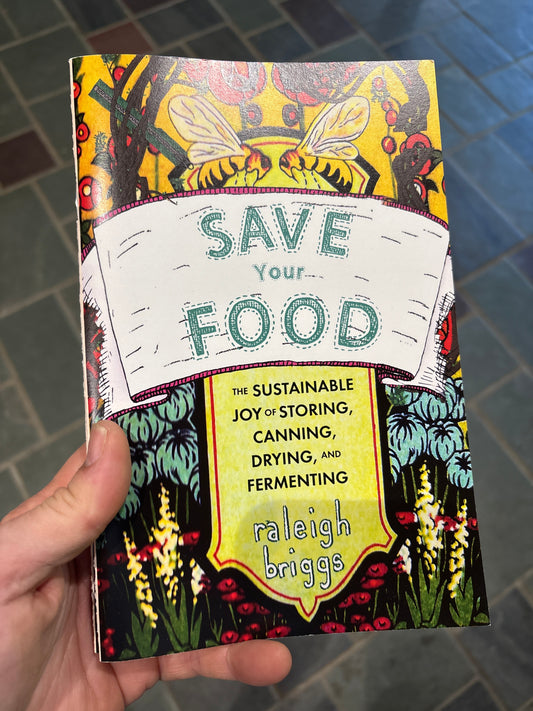 SAVE
Your
FOOD
THE SUSTAINABLE
JOY OF STORING,
CANNING,
DRYING, AND
FERMENTING
raleigh
briggs